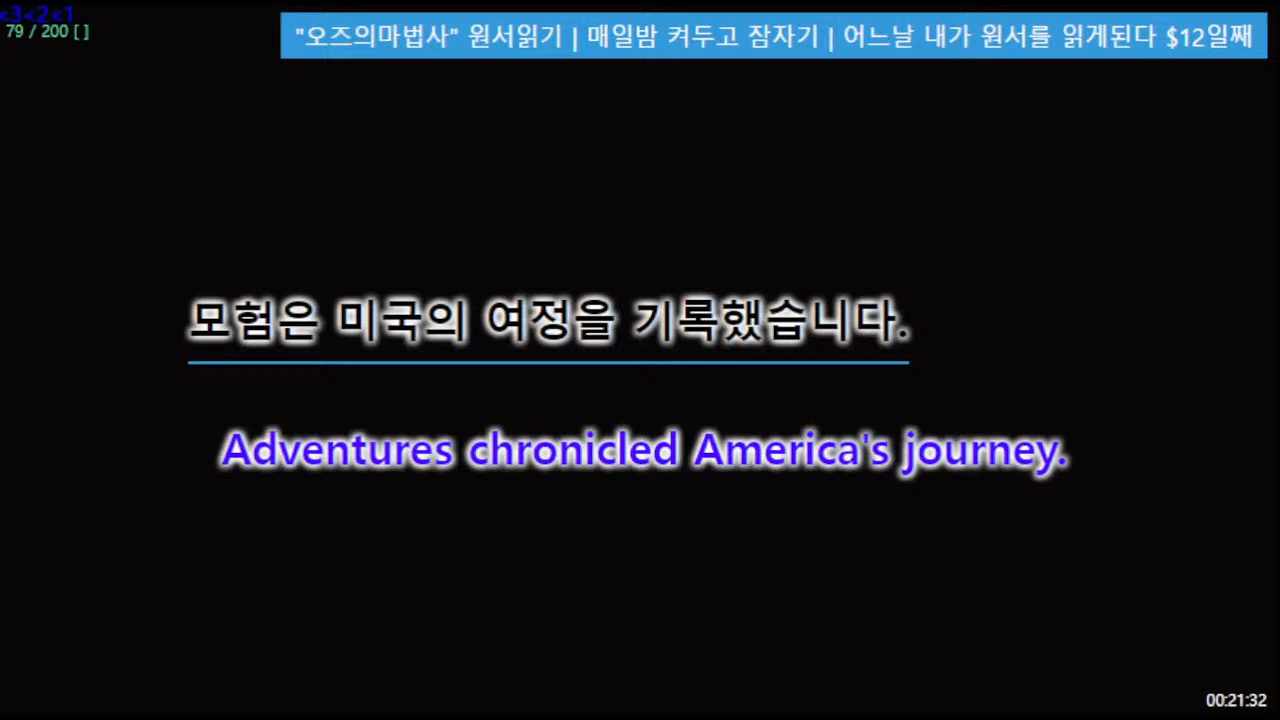 <3<2<1
79 / 200 [ ]
"오즈의마법사" 원서읽기 | 매일밤 켜두고 잠자기 | 어느날 내가 원서를 읽게된다 $12일째
모험은 미국의 여정을 기록했습니다.
Adventures chronicled America's journey.
00:21:32